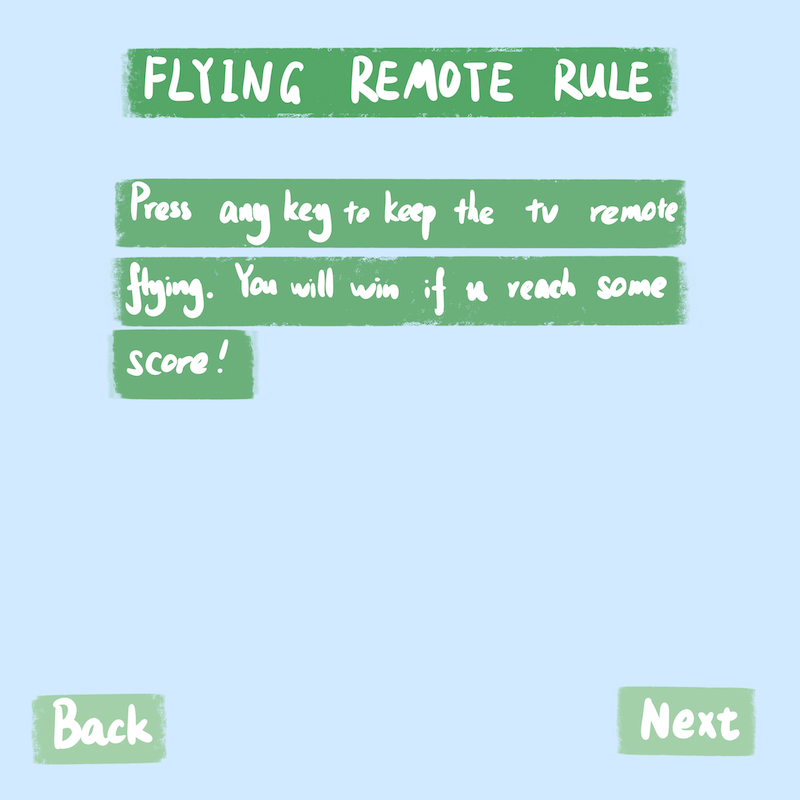 FLYING REMOTE RULE
Press any key to keep the tv remote
flying. You will win if u reach some
score!
Back
Next